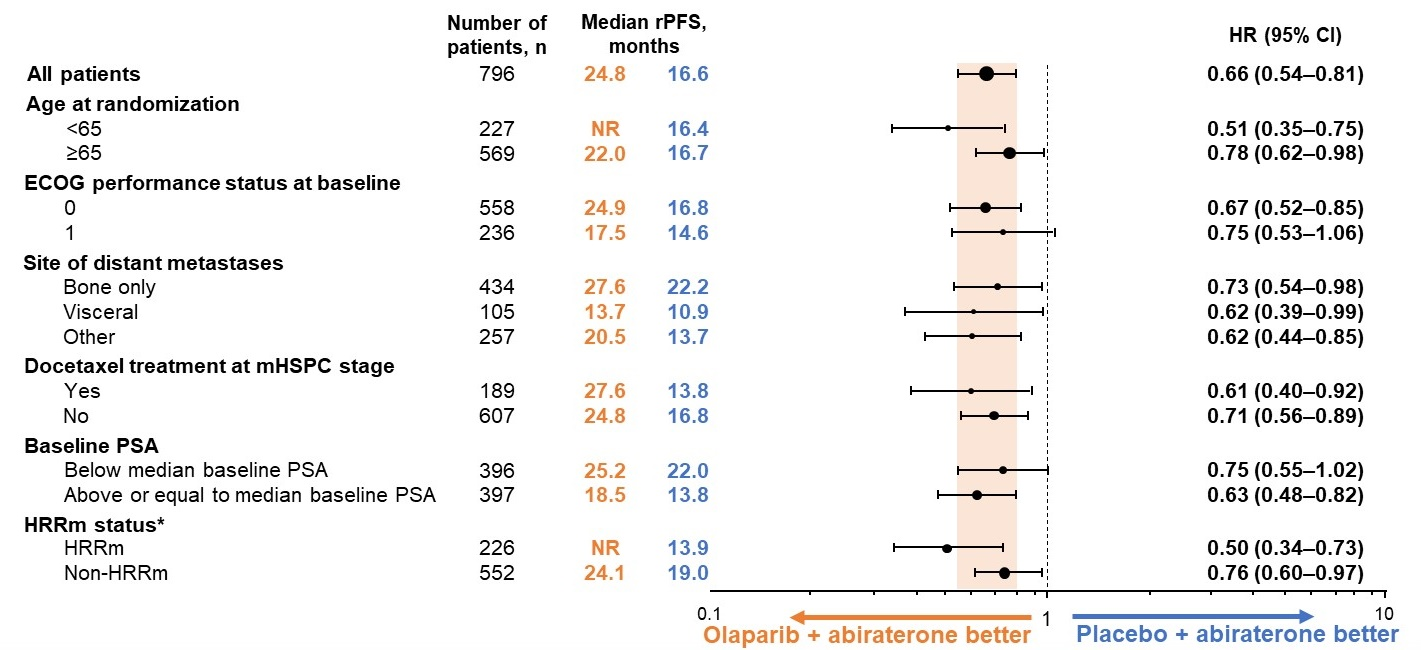 Number of patients, n Median rPFS, months HR (95% CI)
All patients 796 24.8 16.6 0.66 (0.54–0.81)
Age at randomization
<65 227 NR 16.4 0.51 (0.35–0.75)
≥65 569 22.0 16.7 0.78 (0.62–0.98)
ECOG performance status at baseline
0 558 24.9 16.8 0.67 (0.52–0.85)
1 236 17.5 14.6 0.75 (0.53–1.06)
Site of distant metastases
Bone only 434 27.6 22.2 0.73 (0.54–0.98)
Visceral 105 13.7 10.9 0.62 (0.39–0.99)
Other 257 20.5 13.7 0.62 (0.44–0.85)
Docetaxel treatment at mHSPC stage
Yes 189 27.6 13.8 0.61 (0.40–0.92)
No 607 24.8 16.8 0.71 (0.56–0.89)
Baseline PSA
Below median baseline PSA 396 25.2 22.0 0.75 (0.55–1.02)
Above or equal to median baseline PSA 397 18.5 13.8 0.63 (0.48–0.82)
HRRm status*
HRRm 226 NR 13.9 0.50 (0.34–0.73)
Non-HRRm 552 24.1 19.0 0.76 (0.60–0.97)
0.1 1 10
Olaparib + abiraterone better Placebo + abiraterone better